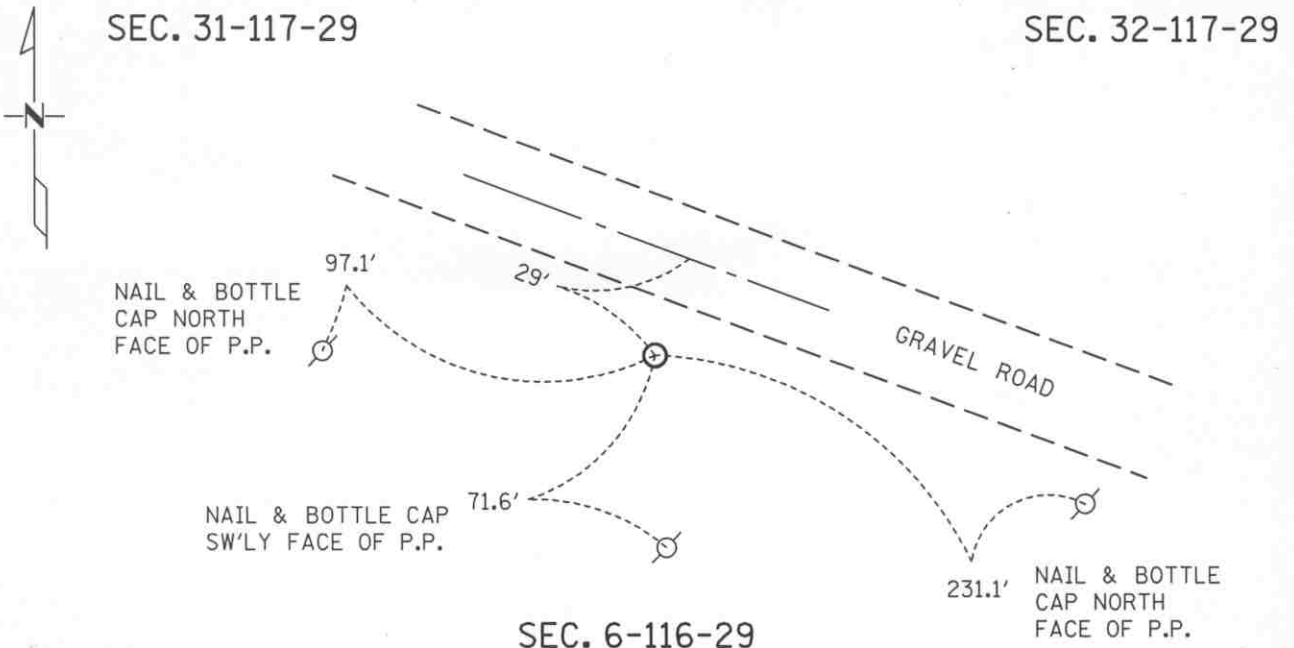 SEC. 31-117-29
SEC. 32-117-29
N
97.1'
29'
NAIL & BOTTLE
CAP NORTH
FACE OF P.P.
GRAVEL ROAD
71.6'
NAIL & BOTTLE CAP
SW'LY FACE OF P.P.
231.1'
NAIL & BOTTLE
CAP NORTH
FACE OF P.P.
SEC. 6-116-29